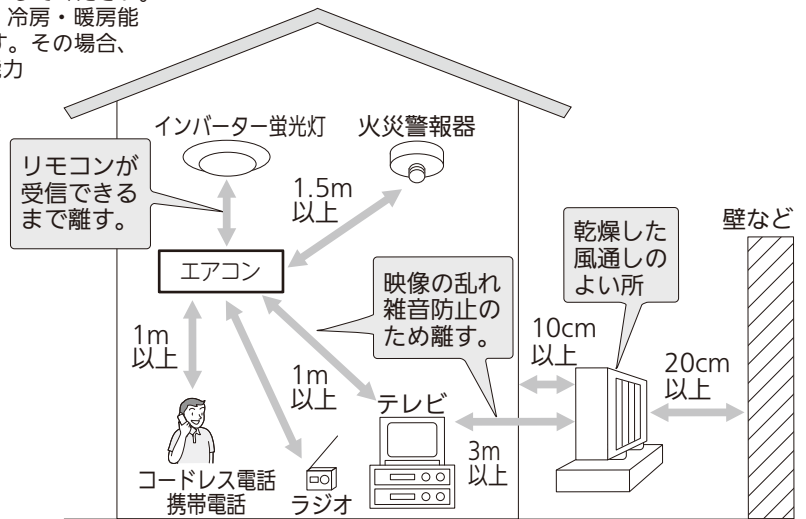 冷房・暖房能
す。その場合、
力
インバーター蛍光灯
火災警報器
リモコンが
受信できる
まで離す。
1.5m
以上
エアコン
映像の乱れ
雑音防止の
ため離す。
乾燥した
風通しの
よい所
壁など
1m
以上
1m
以上
10cm
以上
20cm
以上
テレビ
3m
以上
コードレス電話
携帯電話
ラジオ